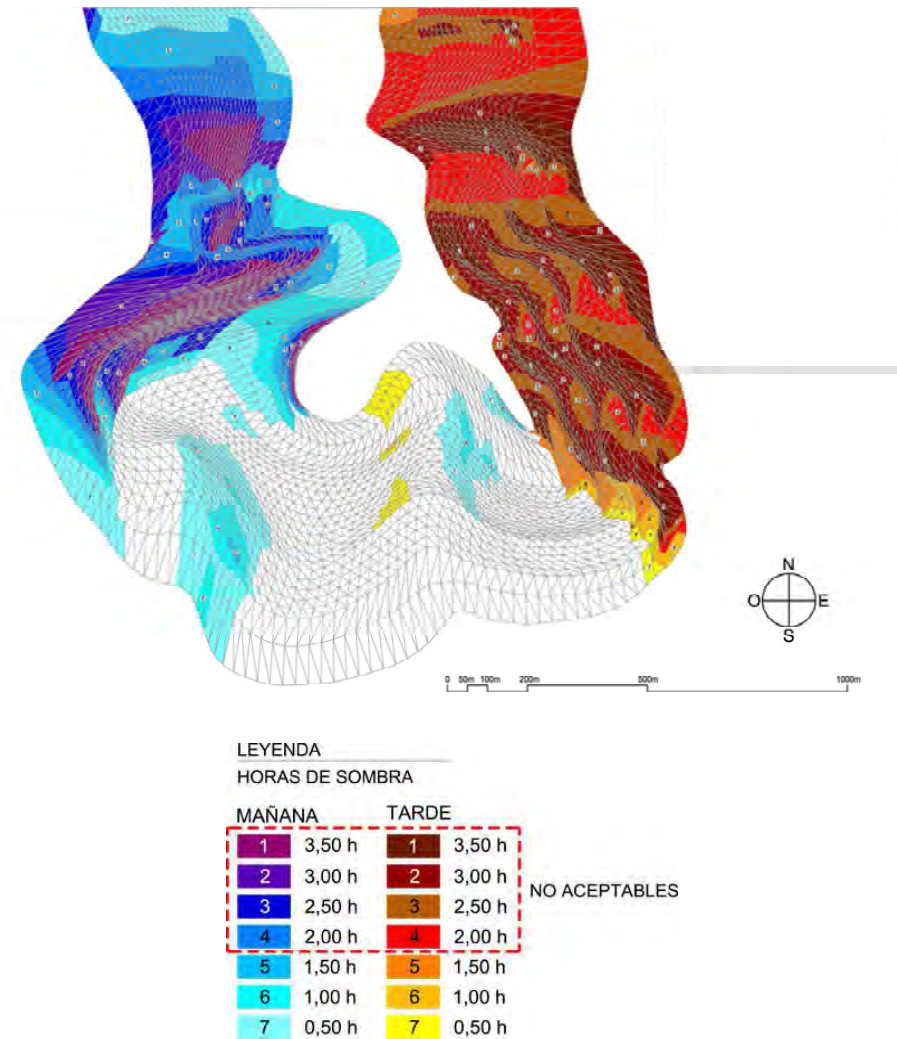 N
O E
S
0 50m 100m 200m 500m 1000m
LEYENDA
HORAS DE SOMBRA
MAÑANA TARDE
1 3,50 h 1 3,50 h
2 3,00 h 2 3,00 h
3 2,50 h 3 2,50 h
NO ACEPTABLES
4 2,00 h 4 2,00 h
5 1,50 h 5 1,50 h
6 1,00 h 6 1,00 h
7 0,50 h 7 0,50 h